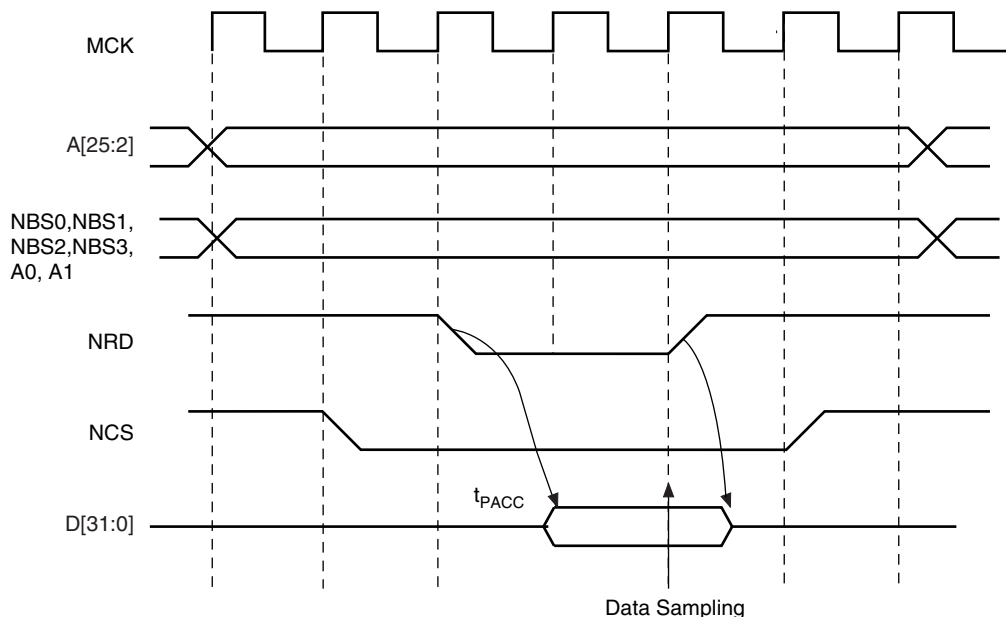 MCK
A[25:2]
NBS0,NBS1,
NBS2,NBS3,
A0, A1
NRD
NCS
tPACC
D[31:0]
Data Sampling